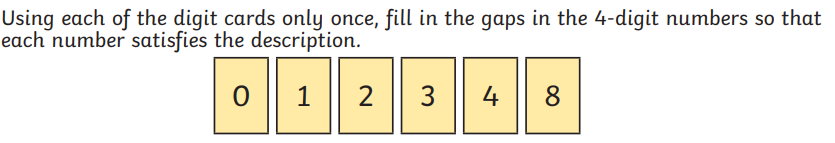 Using each of the digit cards only once, fill in the gaps in the 4-digit numbers so that
each number satisfies the description.
0 1 2 3 4 8